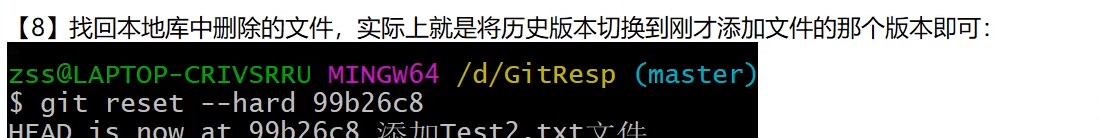 【8】找回本地库中删除的文件，实际上就是将历史版本切换到刚才添加文件的那个版本即可：
zss@LAPTOP-CRIVSRRU MINGW64 /d/GitResp (master)
$ git reset --hard 99b26c8
HEAD is now at 99b26c8 添加Test2.txt文件